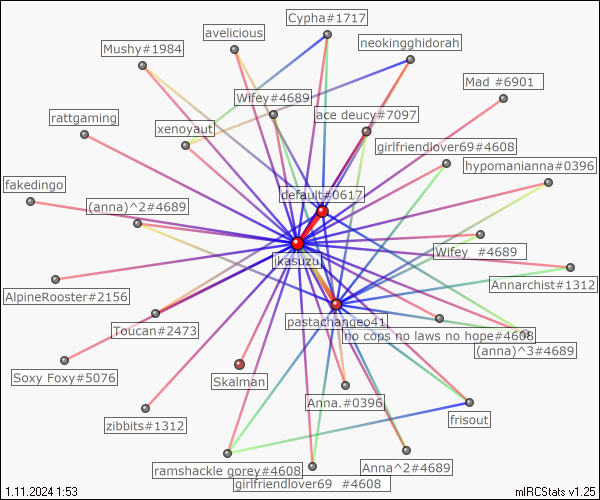 Cypha#1717
avelicious
neokingghidorah
Mushy#1984
Mad #6901
Wifey#4689
ace deucy#7097
rattgaming
xenoyaut
girlfriendlover69#4608
hypomanianna#0396
fakedingo
default#0617
(anna)^2#4689
Wifey #4689
ikasuzu
Annarchist#1312
AlpineRooster#2156
pastachangeo41
Toucan#2473
no cops no laws no hope#4608
(anna)^3#4689
Soxy Foxy#5076
Skalman
Anna.#0396
zibbits#1312
frisout
ramshackle gorey#4608
Anna^2#4689
girlfriendlover69 #4608
1.11.2024 1:53
mIRCStats v1.25